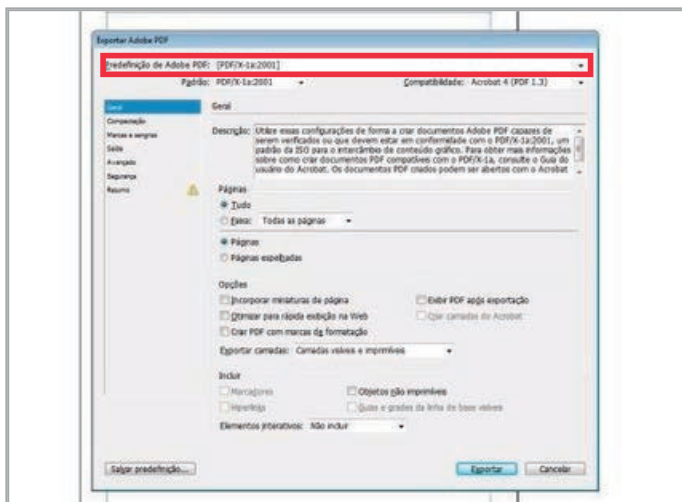 Exportar Adobe PDF
Predefinição de Adobe PDF: [PDF/X-1a:2001]
Padrão: PDF/X-1a:2001 Compatibilidade: Acrobat 4 (PDF 1.3)
Geral Geral
Compactação
Marcas e sangrias
Saída
Avançado
Segurança
Resumo
Descrição: Utilize essas configurações de forma a criar documentos Adobe PDF capazes de
serem verificados ou que devem estar em conformidade com o PDF/X-1a:2001, um
padrão da ISO para o intercâmbio de conteúdo gráfico. Para obter mais informações
sobre como criar documentos PDF compatíveis com o PDF/X-1a, consulte o Guia do
usuário do Acrobat. Os documentos PDF criados podem ser abertos com o Acrobat
Páginas
Tudo
Faixa: Todas as páginas
Páginas
Páginas espelhadas
Opções
Incorporar miniaturas de página Exibir PDF após exportação
Otimizar para rápida exibição na Web Criar camadas do Acrobat
Criar PDF com marcas de formatação
Exportar camadas: Camadas visíveis e imprimíveis
Incluir
Marcadores Objetos não imprimíveis
Hiperlinks Guias e grades da linha de base visíveis
Elementos interativos: Não incluir
Salvar predefinição... Exportar Cancelar